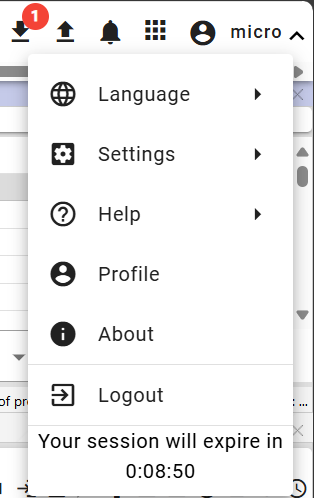 1
micro
Language
Settings
Help
Profile
About
Logout
Your session will expire in
0:08:50